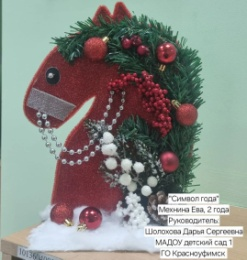 "Символ года"
Мехнина Ева, 2 года
Руководитель
Шолохова Дарья Сергеевна
МАДОУ детский сад 1
ГО Красноуфимск